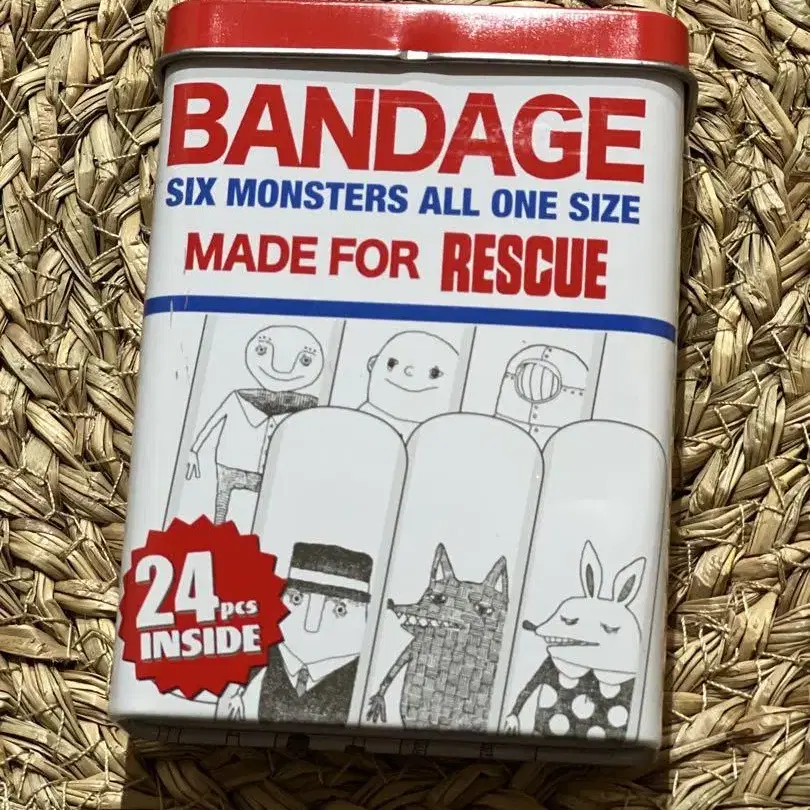 BANDAGE
SIX MONSTERS ALL ONE SIZE
MADE FOR RESCUE
24pcs
INSIDE